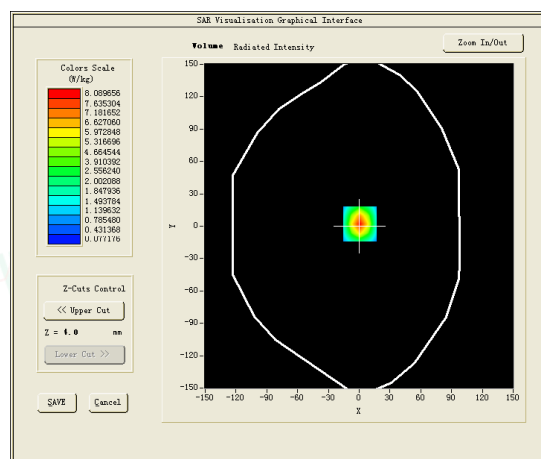 SAR Visualisation Graphical Interface
Volume Radiated Intensity
Zoom In/Out
Colors Scale
(W/kg)
8.089656
7.635304
7.181652
6.627060
5.972848
5.316696
4.664544
3.910392
2.556240
2.002088
1.847936
1.493784
1.139632
0.785480
0.431368
0.077176
Z-Cuts Control
<< Upper Cut
Z = 4.0 mm
Lower Cut >>
SAVE
Cancel
150
120
90
60
30
0
-30
-60
-90
-120
-150
Y
-150 -120 -90 -60 -30 0 30 60 90 120 150
X